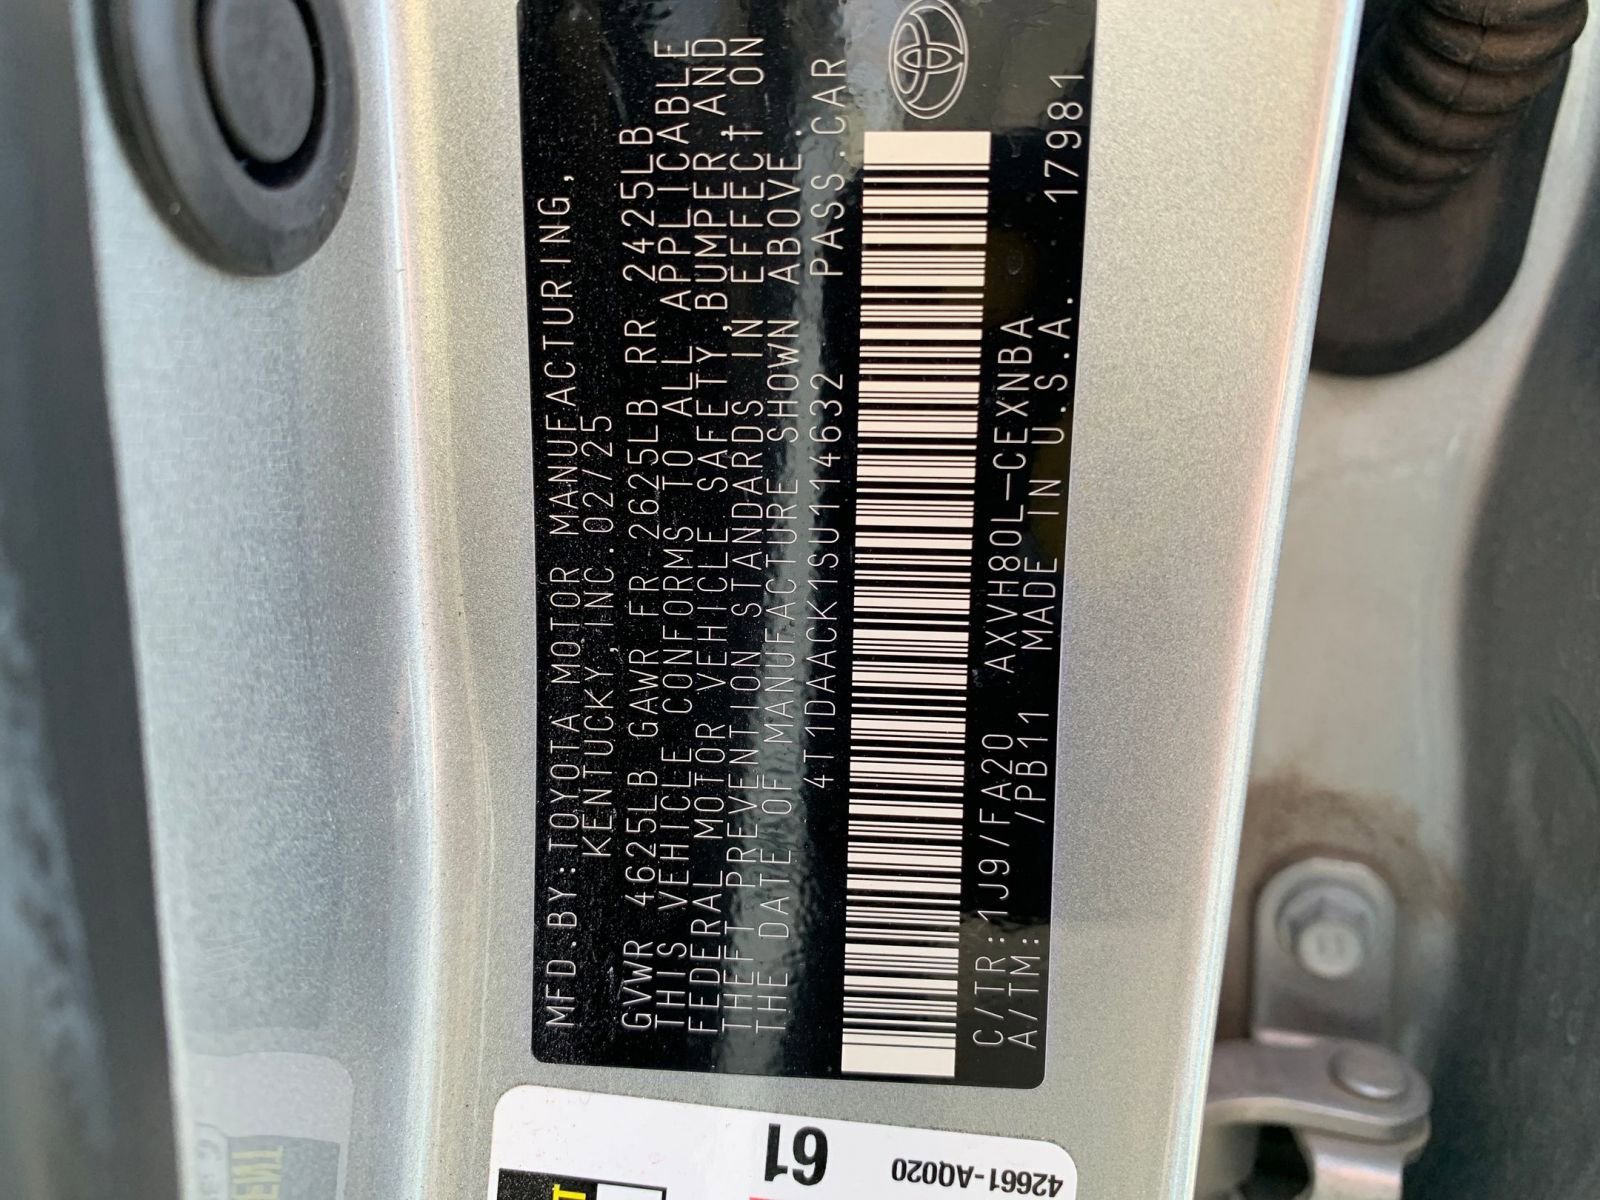 MFD.BY:TOYOTA MOTOR MANUFACTURING,
KENTUCKY,INC.02/25
GVWR 4625LB GAWR FR 2625LB RR 2425LB
THIS VEHICLE CONFORMS TO ALL APPLICABLE
FEDERAL MOTOR VEHICLE SAFETY,BUMPER,AND
THEFT PREVENTION STANDARDS IN EFFECT ON
THE DATE OF MANUFACTURE SHOWN ABOVE.
4T1DAACK1SU114632 PASS.CAR
C/TR:1J9/FA20 AXVH80L-CEXNBA
A/TM: /PB11 MADE IN U.S.A. 17981
61
42661-AQ020